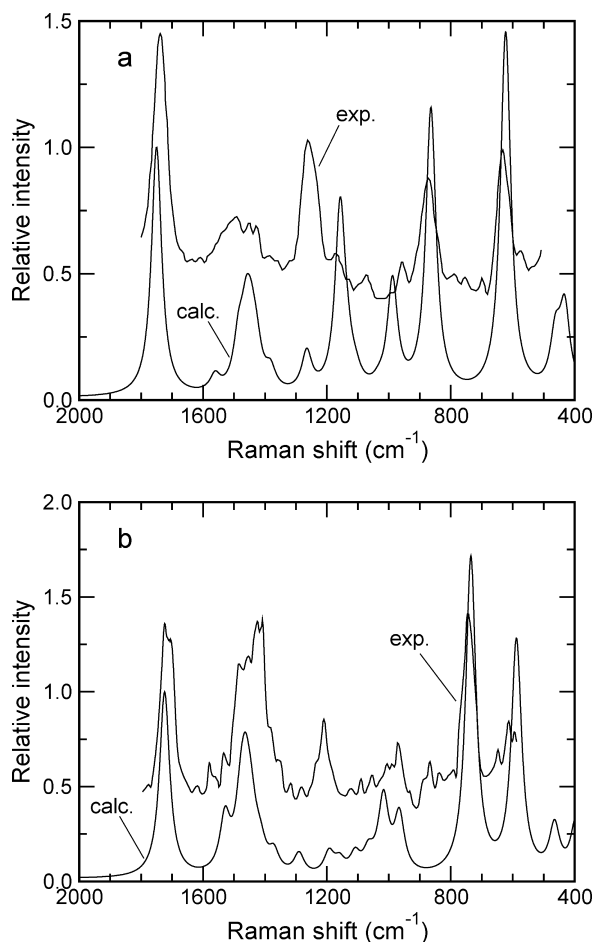 1.5
a
exp.
1.0
Relative intensity
0.5
calc.
0.0
2000 1600 1200 800 400
Raman shift (cm⁻¹)
2.0
b
1.5
exp.
Relative intensity
1.0
0.5
calc.
0.0
2000 1600 1200 800 400
Raman shift (cm⁻¹)